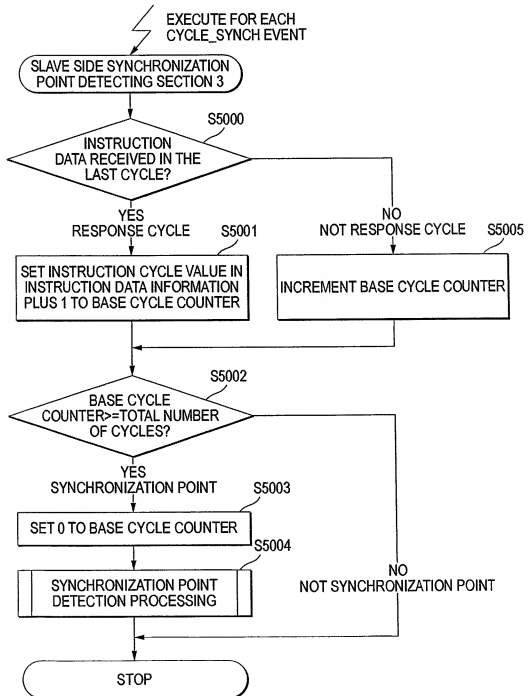 EXECUTE FOR EACH
CYCLE_SYNCH EVENT
SLAVE SIDE SYNCHRONIZATION
POINT DETECTING SECTION 3
S5000
INSTRUCTION
DATA RECEIVED IN THE
LAST CYCLE?
YES
RESPONSE CYCLE
NO
NOT RESPONSE CYCLE
S5001
SET INSTRUCTION CYCLE VALUE IN
INSTRUCTION DATA INFORMATION
PLUS 1 TO BASE CYCLE COUNTER
S5005
INCREMENT BASE CYCLE COUNTER
S5002
BASE CYCLE
COUNTER>=TOTAL NUMBER
OF CYCLES?
YES
SYNCHRONIZATION POINT
S5003
SET 0 TO BASE CYCLE COUNTER
S5004
SYNCHRONIZATION POINT
DETECTION PROCESSING
NO
NOT SYNCHRONIZATION POINT
STOP